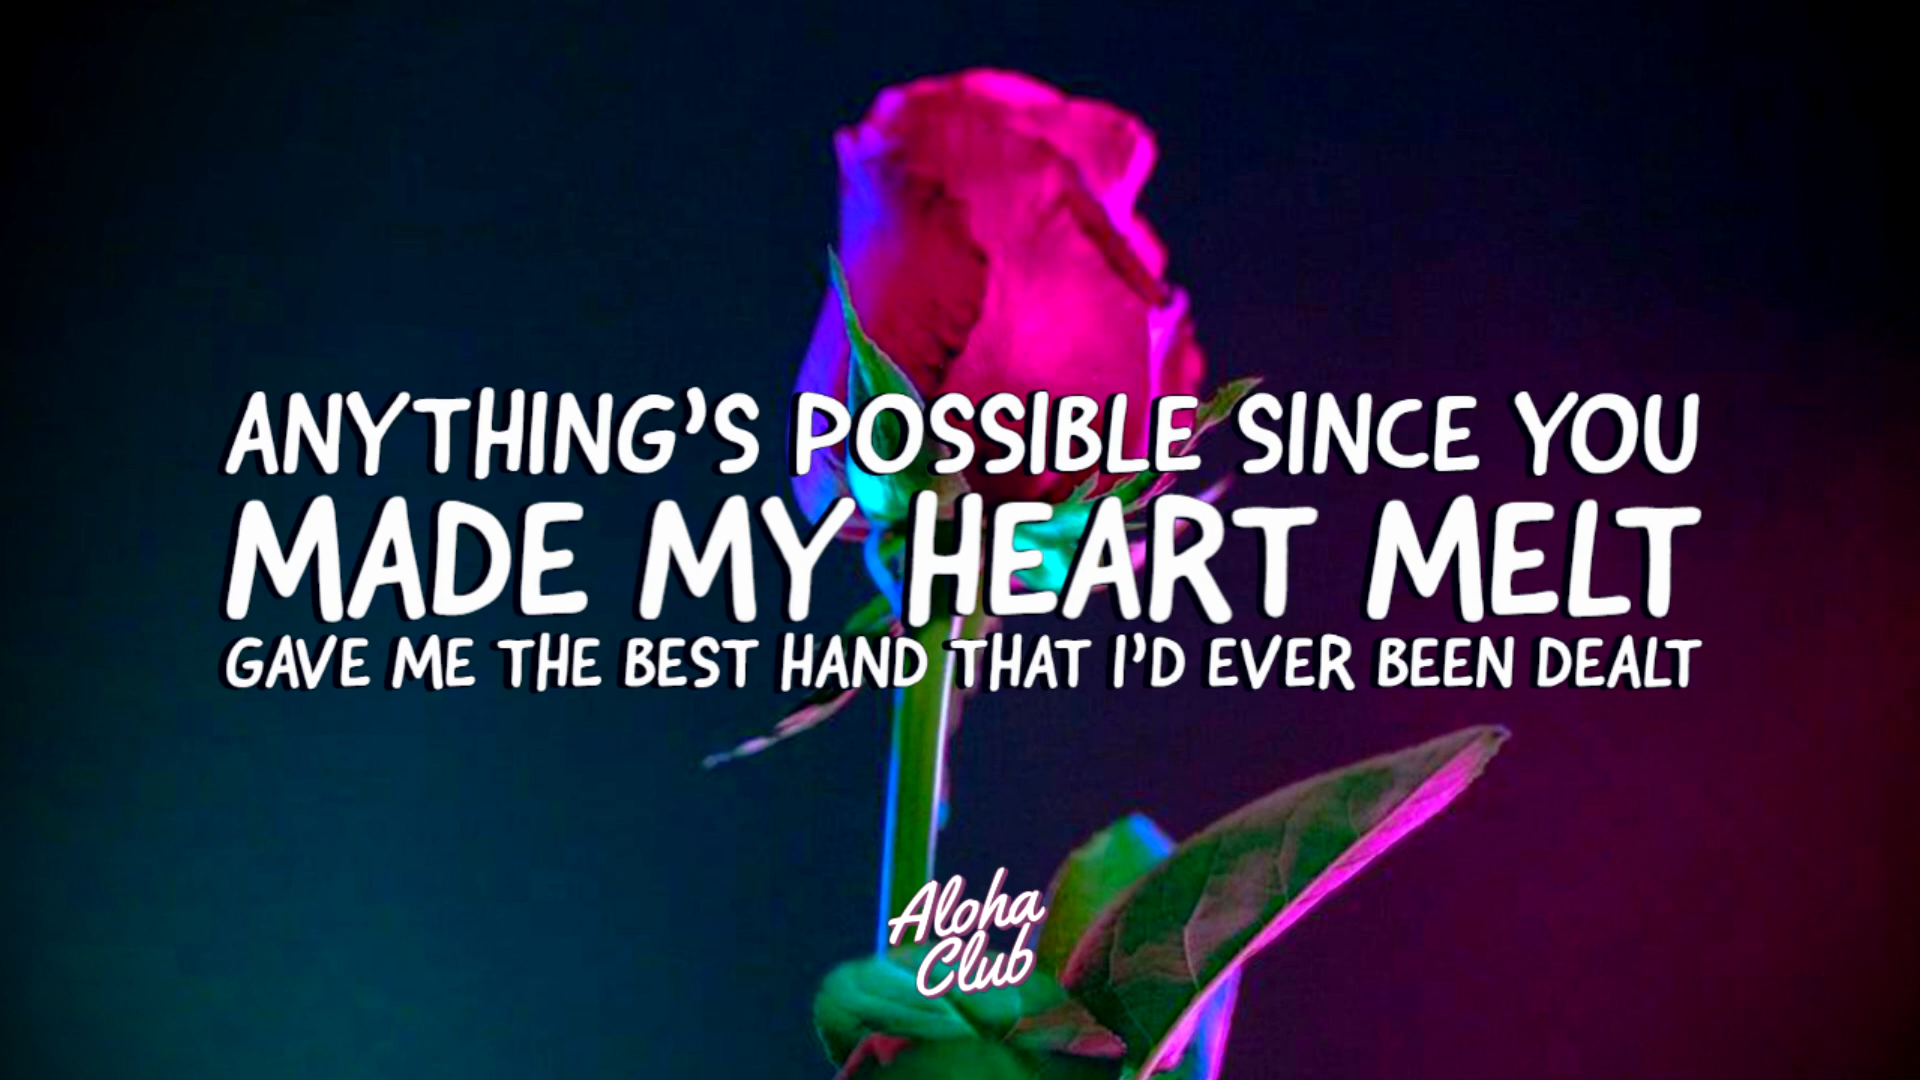 ANYTHING'S POSSIBLE SINCE YOU
MADE MY HEART MELT
GAVE ME THE BEST HAND THAT I'D EVER BEEN DEALT
Aloha
Club